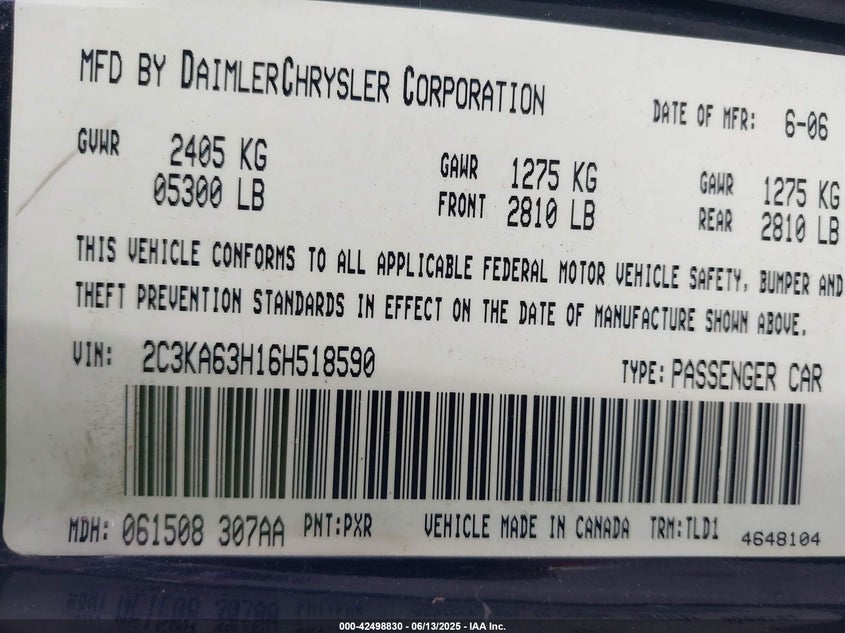 MFD BY DAIMLERCHRYSLER CORPORATION
DATE OF MFR: 6-06
GVWR 2405 KG GAWR 1275 KG GAWR 1275 KG
05300 LB FRONT 2810 LB REAR 2810 LB
THIS VEHICLE CONFORMS TO ALL APPLICABLE FEDERAL MOTOR VEHICLE SAFETY, BUMPER AND
THEFT PREVENTION STANDARDS IN EFFECT ON THE DATE OF MANUFACTURE SHOWN ABOVE.
VIN: 2C3KA63H16H518590 TYPE: PASSENGER CAR
MDH: 061508 307AA PNT:PXR VEHICLE MADE IN CANADA TRM:TLD1 4648104
000-42498830 - 06/13/2025 - IAA Inc.